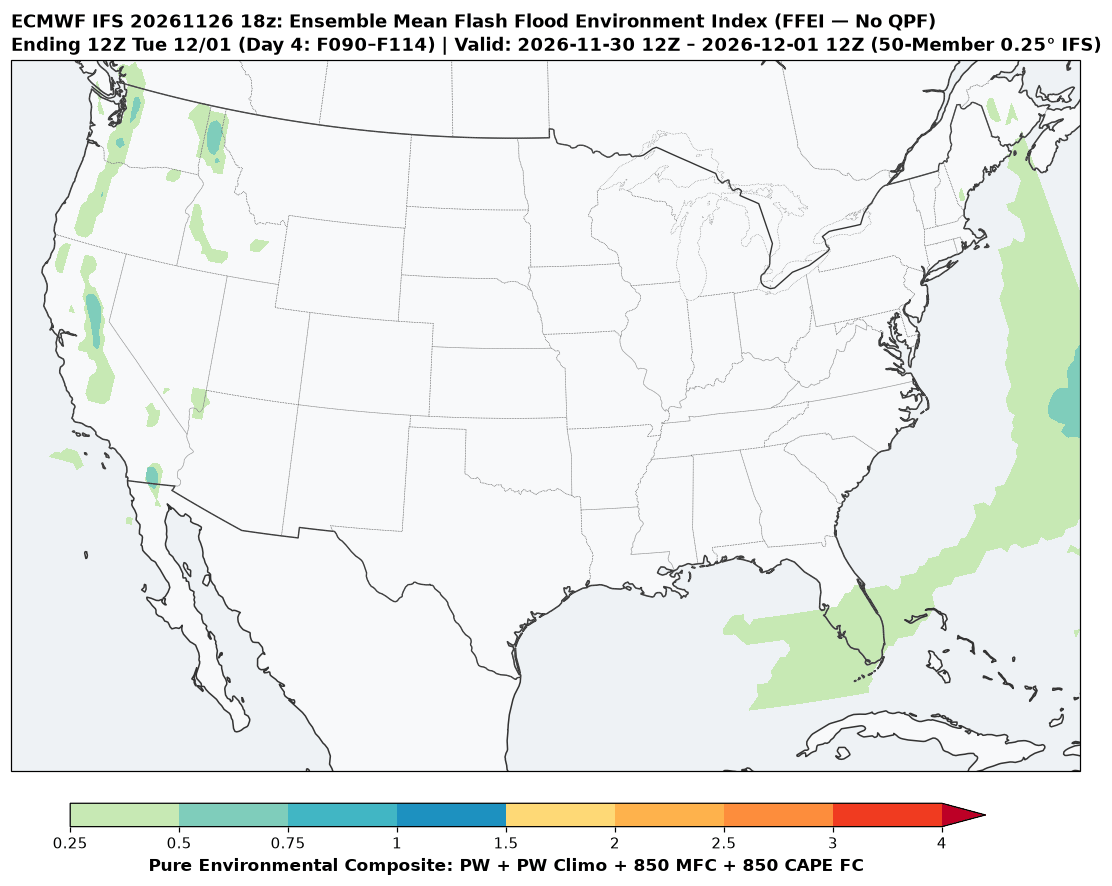 ECMWF IFS 20261126 18z: Ensemble Mean Flash Flood Environment Index (FFEI — No QPF)
Ending 12Z Tue 12/01 (Day 4: F090–F114) | Valid: 2026-11-30 12Z – 2026-12-01 12Z (50-Member 0.25° IFS)
0.25 0.5 0.75 1 1.5 2 2.5 3 4
Pure Environmental Composite: PW + PW Climo + 850 MFC + 850 CAPE FC